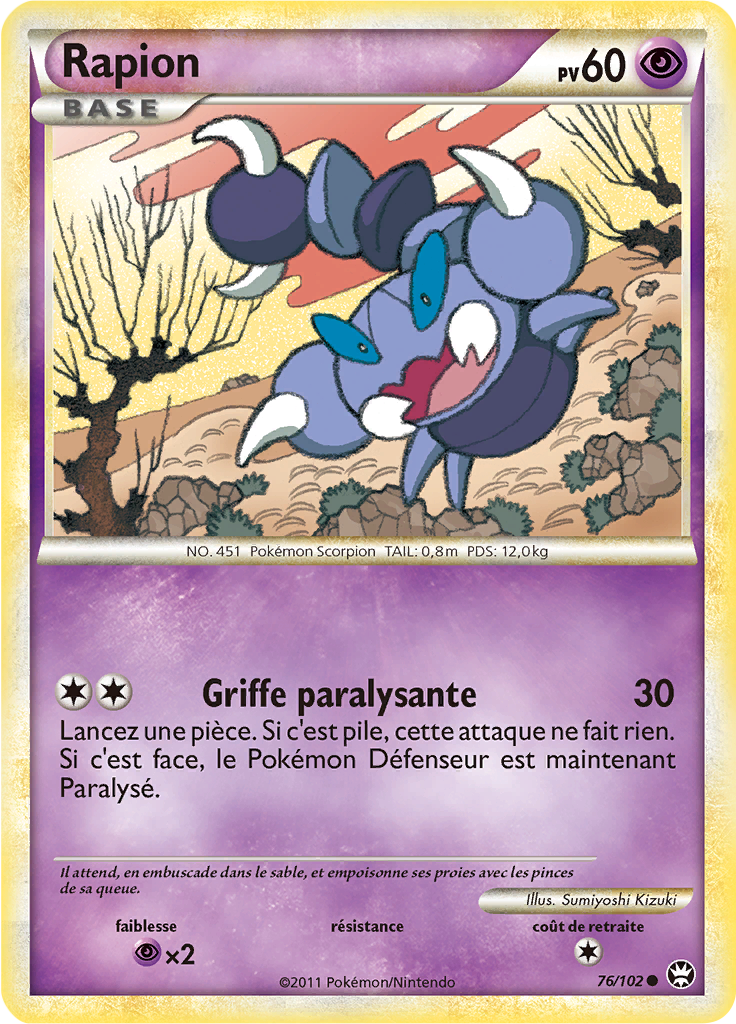 Rapion
PV 60
BASE
NO. 451 Pokémon Scorpion TAIL: 0,8m PDS: 12,0kg
Griffe paralysante 30
Lancez une pièce. Si c'est pile, cette attaque ne fait rien.
Si c'est face, le Pokémon Défenseur est maintenant
Paralysé.
Il attend, en embuscade dans le sable, et empoisonne ses proies avec les pinces
de sa queue.
Illus. Sumiyoshi Kizuki
faiblesse résistance coût de retraite
×2
©2011 Pokémon/Nintendo
76/102